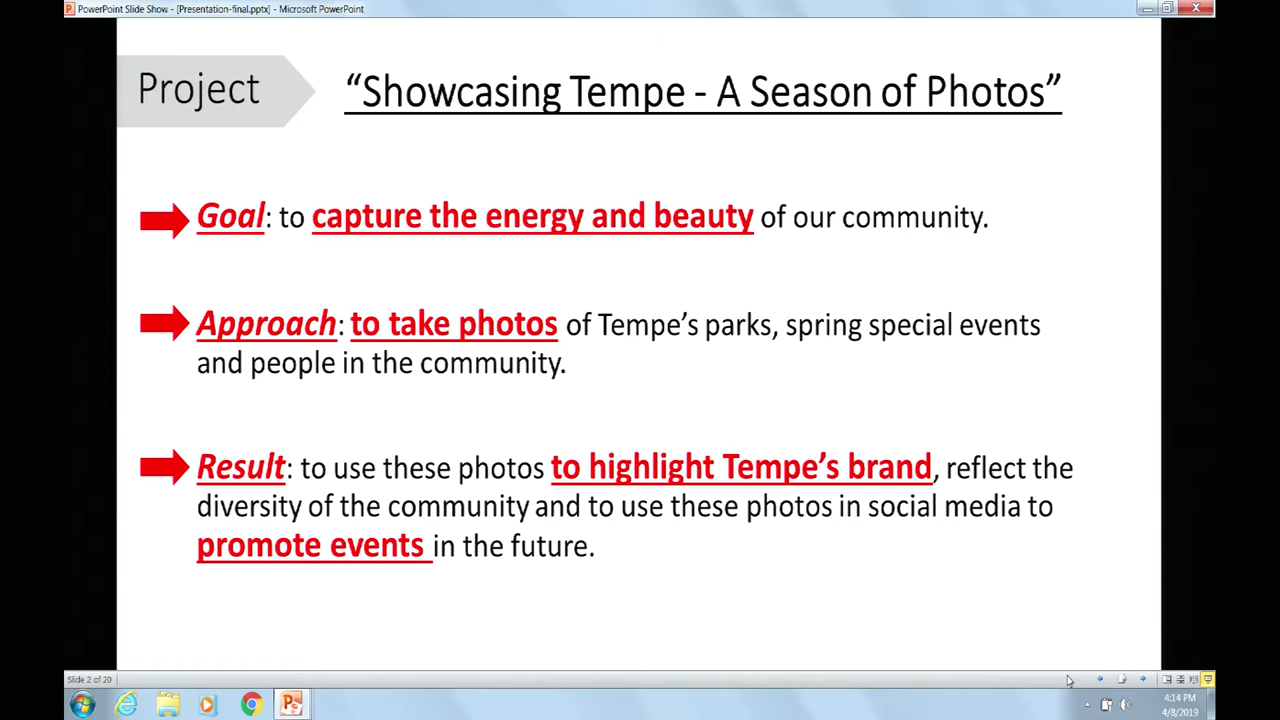 PowerPoint Slide Show - [Presentation-final.pptx] - Microsoft PowerPoint
Project
“Showcasing Tempe - A Season of Photos”
Goal: to capture the energy and beauty of our community.
Approach: to take photos of Tempe’s parks, spring special events
and people in the community.
Result: to use these photos to highlight Tempe’s brand, reflect the
diversity of the community and to use these photos in social media to
promote events in the future.
Slide 2 of 20
4:14 PM
4/8/2019